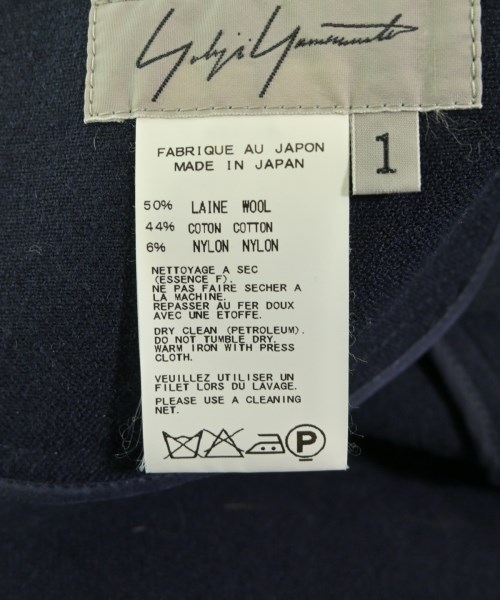 Yohji Yamamoto
1
FABRIQUE AU JAPON
MADE IN JAPAN
50% LAINE WOOL
44% COTON COTTON
6% NYLON NYLON
NETTOYAGE A SEC
(ESSENCE F).
NE PAS FAIRE SECHER A
LA MACHINE.
REPASSER AU FER DOUX
AVEC UNE ETOFFE.
DRY CLEAN (PETROLEUM).
DO NOT TUMBLE DRY.
WARM IRON WITH PRESS
CLOTH.
VEUILLEZ UTILISER UN
FILET LORS DU LAVAGE.
PLEASE USE A CLEANING
NET.
P